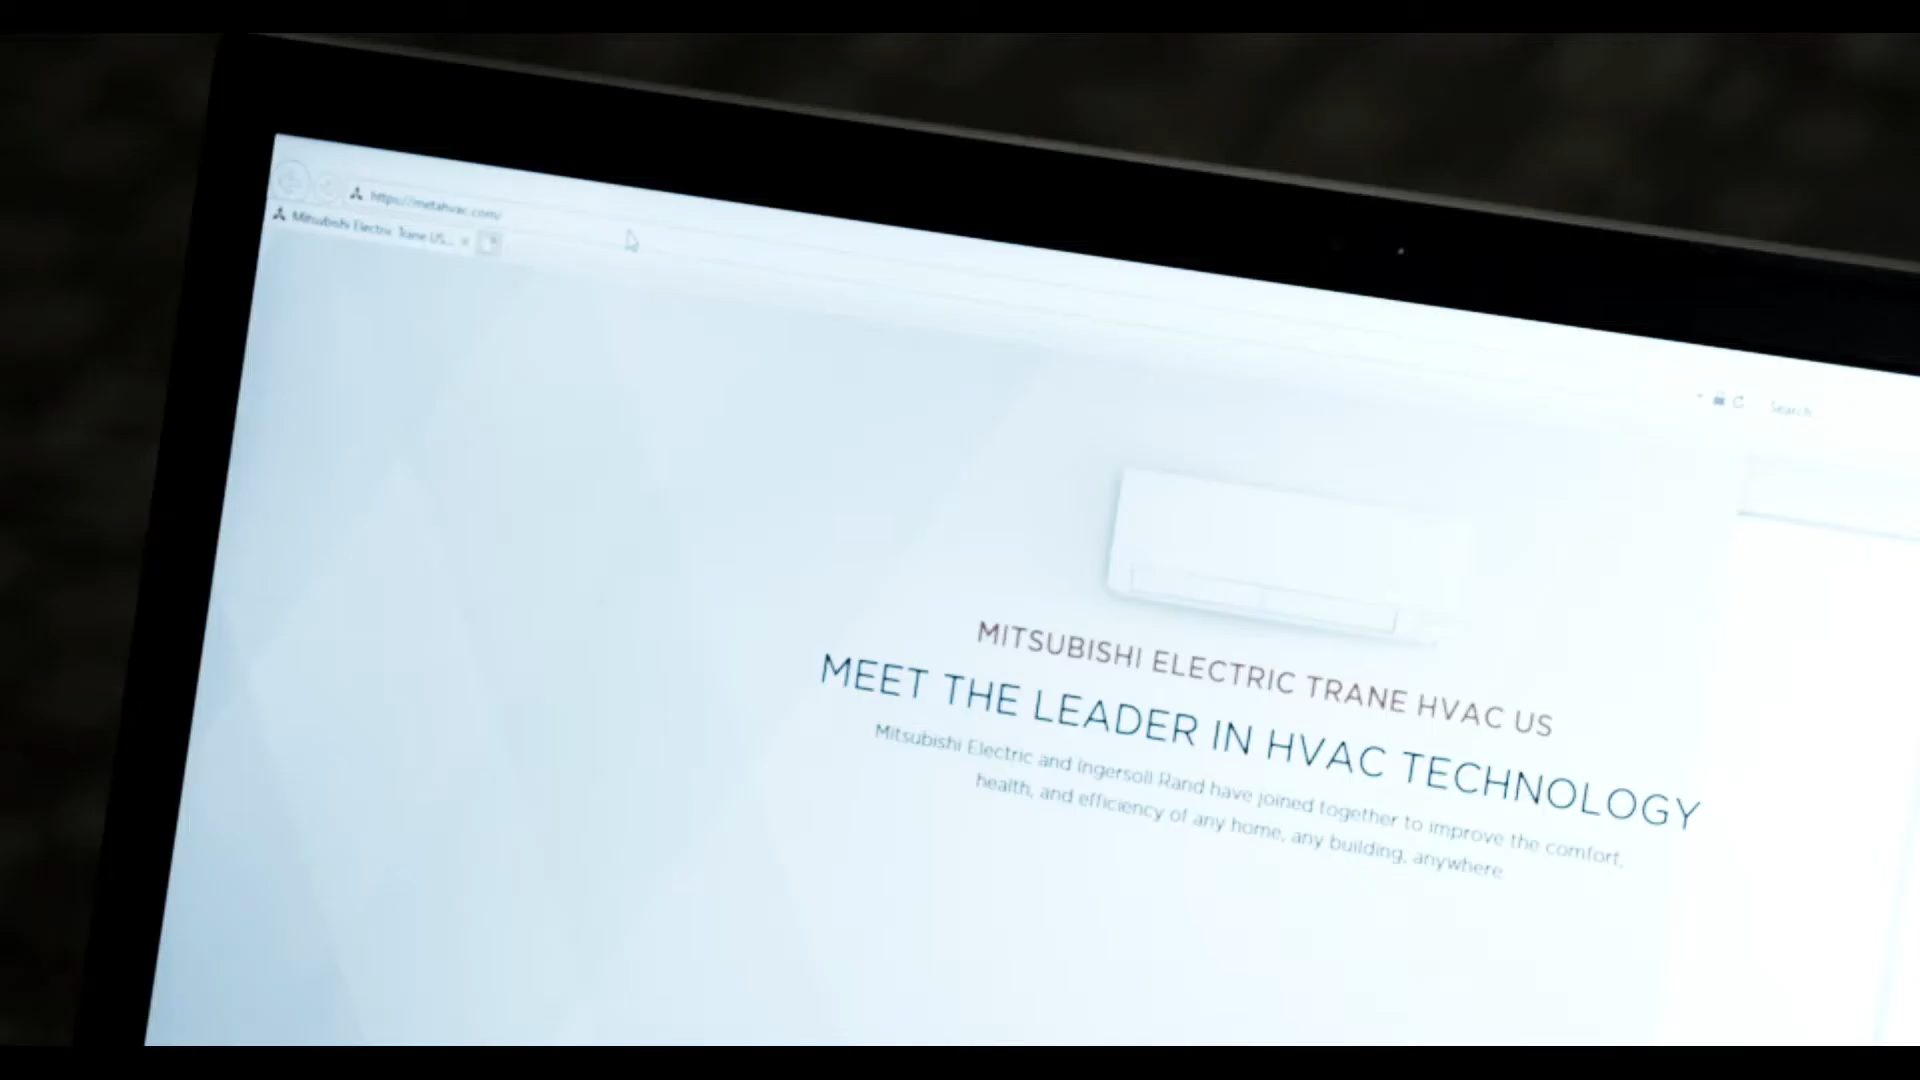 https://metahvac.com/
Mitsubishi Electric Trane US...
Search...
MITSUBISHI ELECTRIC TRANE HVAC US
MEET THE LEADER IN HVAC TECHNOLOGY
Mitsubishi Electric and Ingersoll Rand have joined together to improve the comfort,
health, and efficiency of any home, any building, anywhere